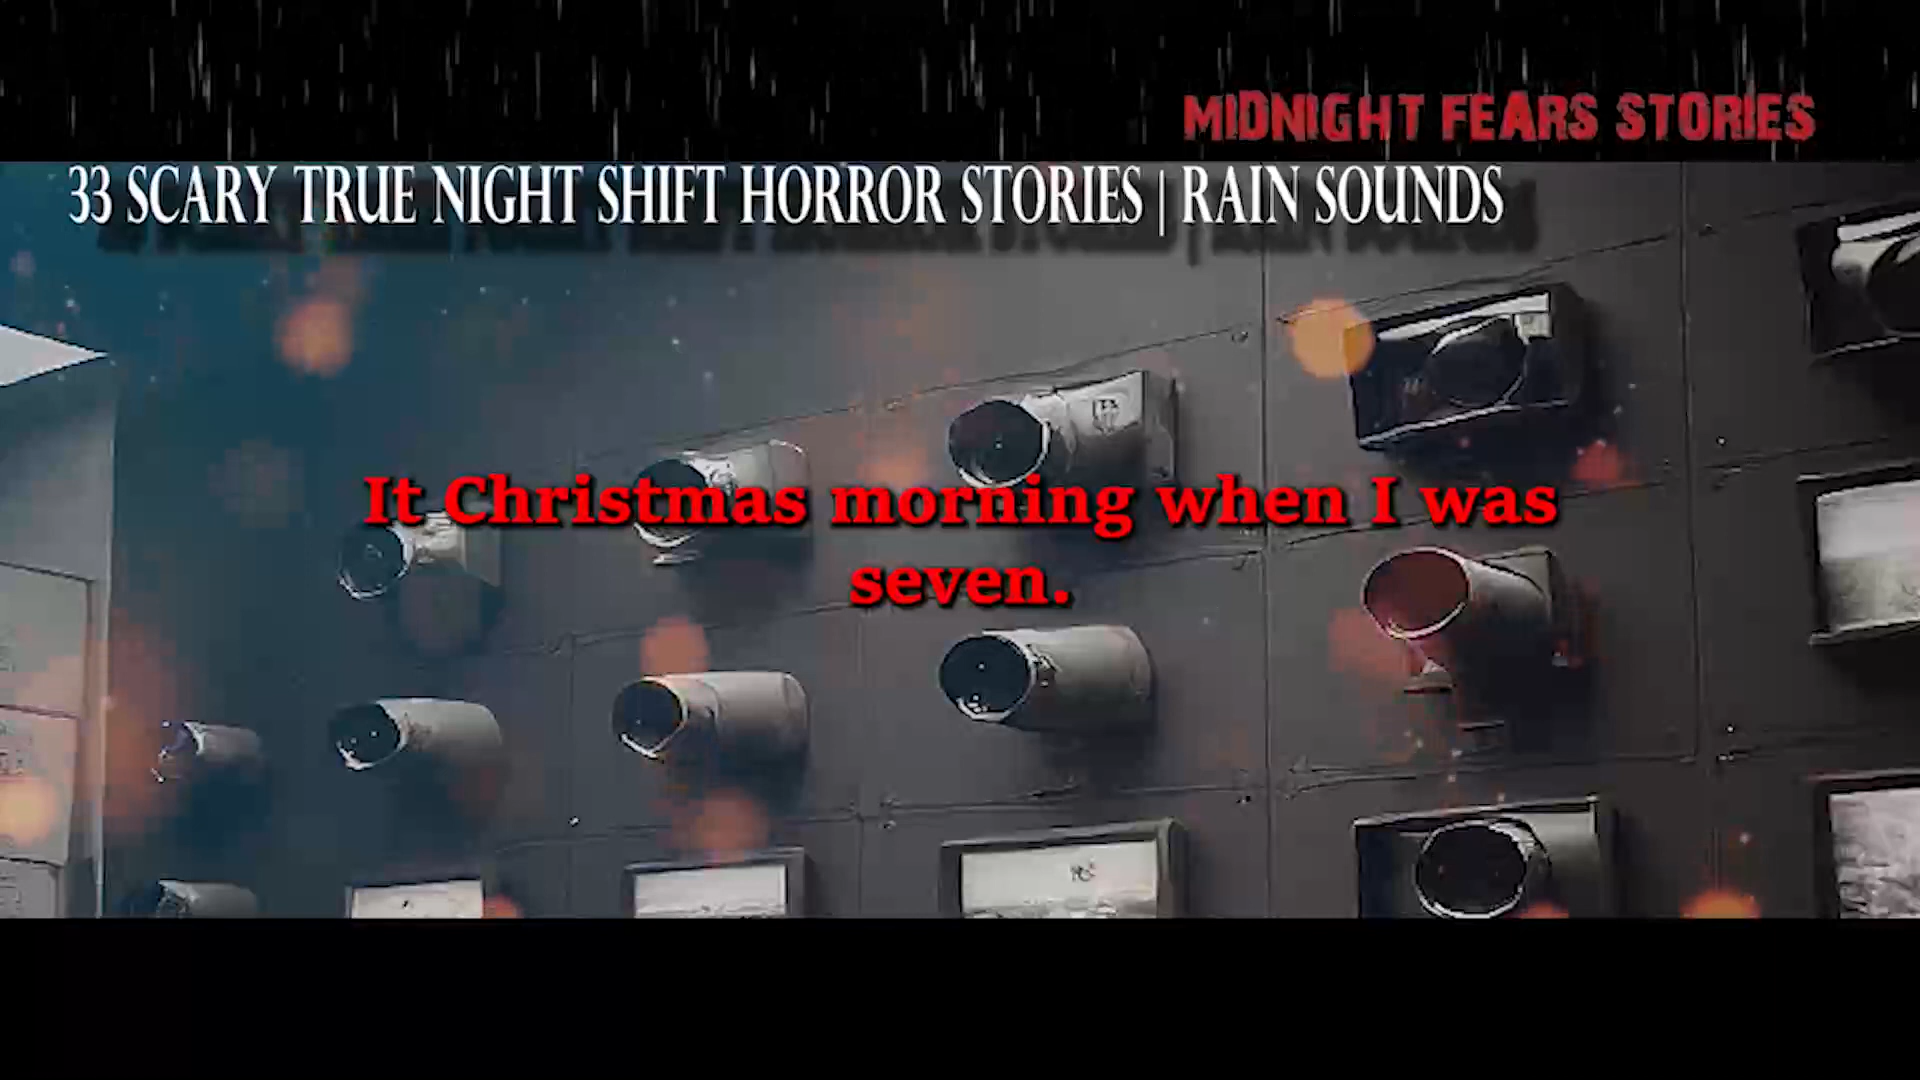 MIDNIGHT FEARS STORIES
33 SCARY TRUE NIGHT SHIFT HORROR STORIES | RAIN SOUNDS
It Christmas morning when I was
seven.